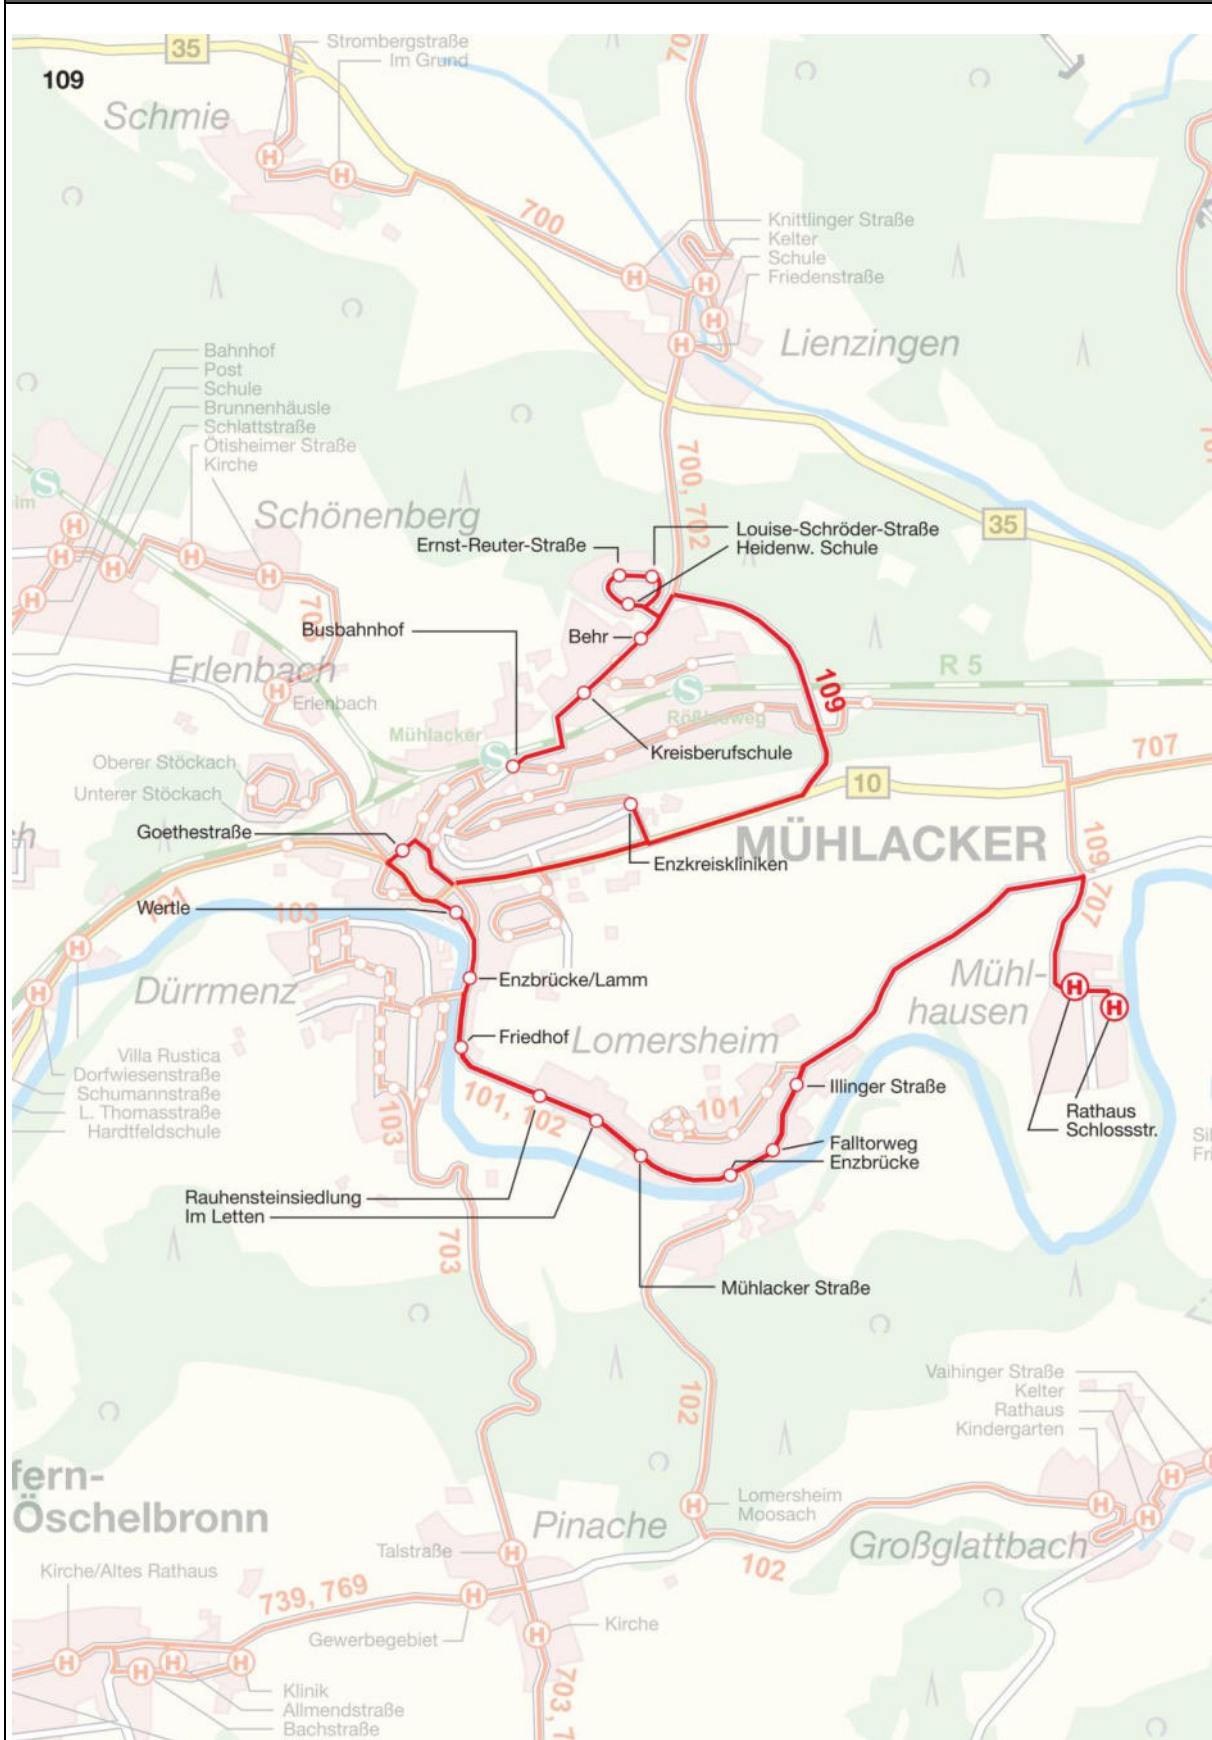 109
35
Strombergstraße
Im Grund
70
Schmie
700
Knittlinger Straße
Kelter
Schule
Friedenstraße
Lienzingen
Bahnhof
Post
Schule
Brunnenhäusle
Schlattstraße
Ötisheimer Straße
Kirche
S
Schönenberg
700, 702
35
Ernst-Reuter-Straße
Louise-Schröder-Straße
Heidenw. Schule
Busbahnhof
Behr
Erlenbach
Erlenbach
R 5
109
S
Mühlacker
S
Kreisberufschule
707
Oberer Stöckach
Unterer Stöckach
10
Goethestraße
MÜHLACKER
Enzkreiskliniken
109, 707
Wertle
103
Dürrmenz
Enzbrücke/Lamm
Mühl-
hausen
Friedhof
Lomersheim
Villa Rustica
Dorfwiesenstraße
Schumannstraße
L. Thomasstraße
Hardtfeldschule
103
101, 102
101
Illinger Straße
Rathaus
Schlossstr.
Falltorweg
Enzbrücke
Rauhensteinsiedlung
Im Letten
703
Mühlacker Straße
102
Vaihinger Straße
Kelter
Rathaus
Kindergarten
fern-
Öschelbronn
Lomersheim
Moosach
Pinache
Großglattbach
Talstraße
102
Kirche/Altes Rathaus
739, 769
Gewerbegebiet
Kirche
Klinik
Allmendstraße
Bachstraße
703, 7